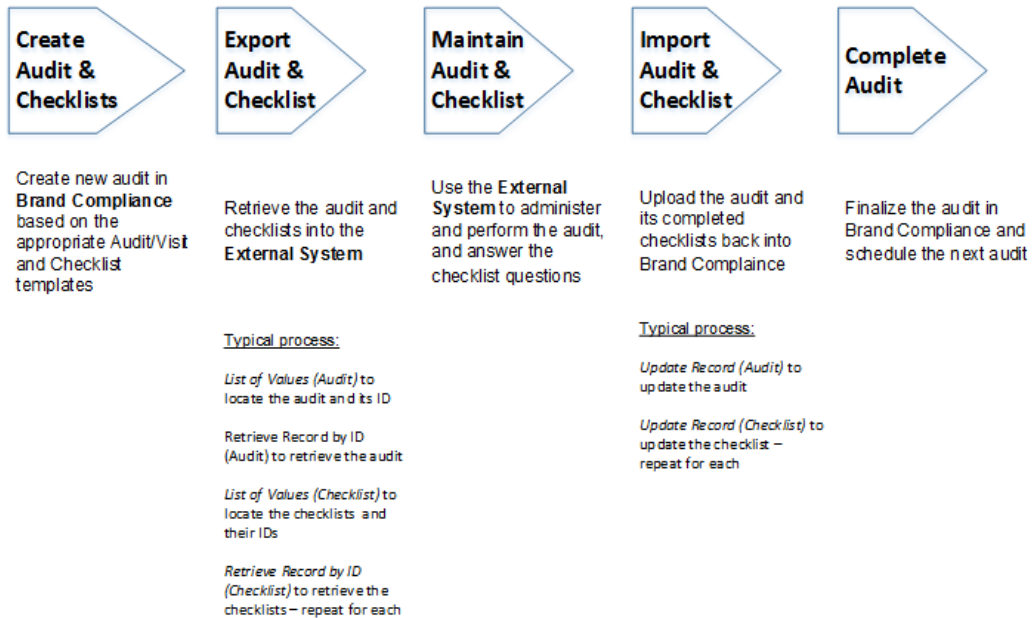 Create
Audit &
Checklists
Export
Audit &
Checklist
Maintain
Audit &
Checklist
Import
Audit &
Checklist
Complete
Audit
Create new audit in
Brand Compliance
based on the
appropriate Audit/Visit
and Checklist
templates
Retrieve the audit and
checklists into the
External System
Use the External
System to administer
and perform the audit,
and answer the
checklist questions
Upload the audit and
its completed
checklists back into
Brand Complaince
Finalize the audit in
Brand Compliance and
schedule the next audit
Typical process:
List of Values (Audit) to
locate the audit and its ID
Retrieve Record by ID
(Audit) to retrieve the audit
List of Values (Checklist) to
locate the checklists and
their IDs
Retrieve Record by ID
(Checklist) to retrieve the
checklists – repeat for each
Typical process:
Update Record (Audit) to
update the audit
Update Record (Checklist) to
update the checklist –
repeat for each